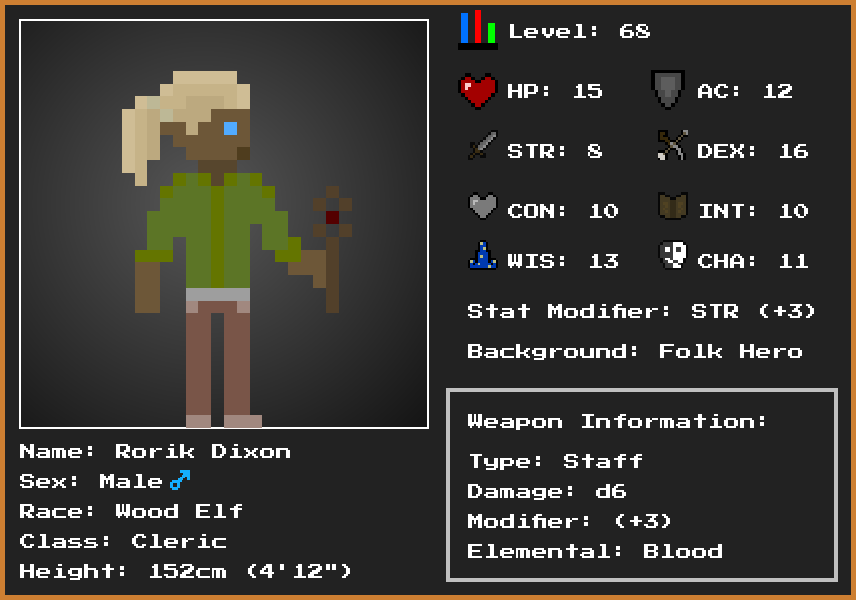 Level: 68
HP: 15
AC: 12
STR: 8
DEX: 16
CON: 10
INT: 10
WIS: 13
CHA: 11
Stat Modifier: STR (+3)
Background: Folk Hero
Weapon Information:
Type: Staff
Damage: d6
Modifier: (+3)
Elemental: Blood
Name: Rorik Dixon
Sex: Male ♂
Race: Wood Elf
Class: Cleric
Height: 152cm (4'12")